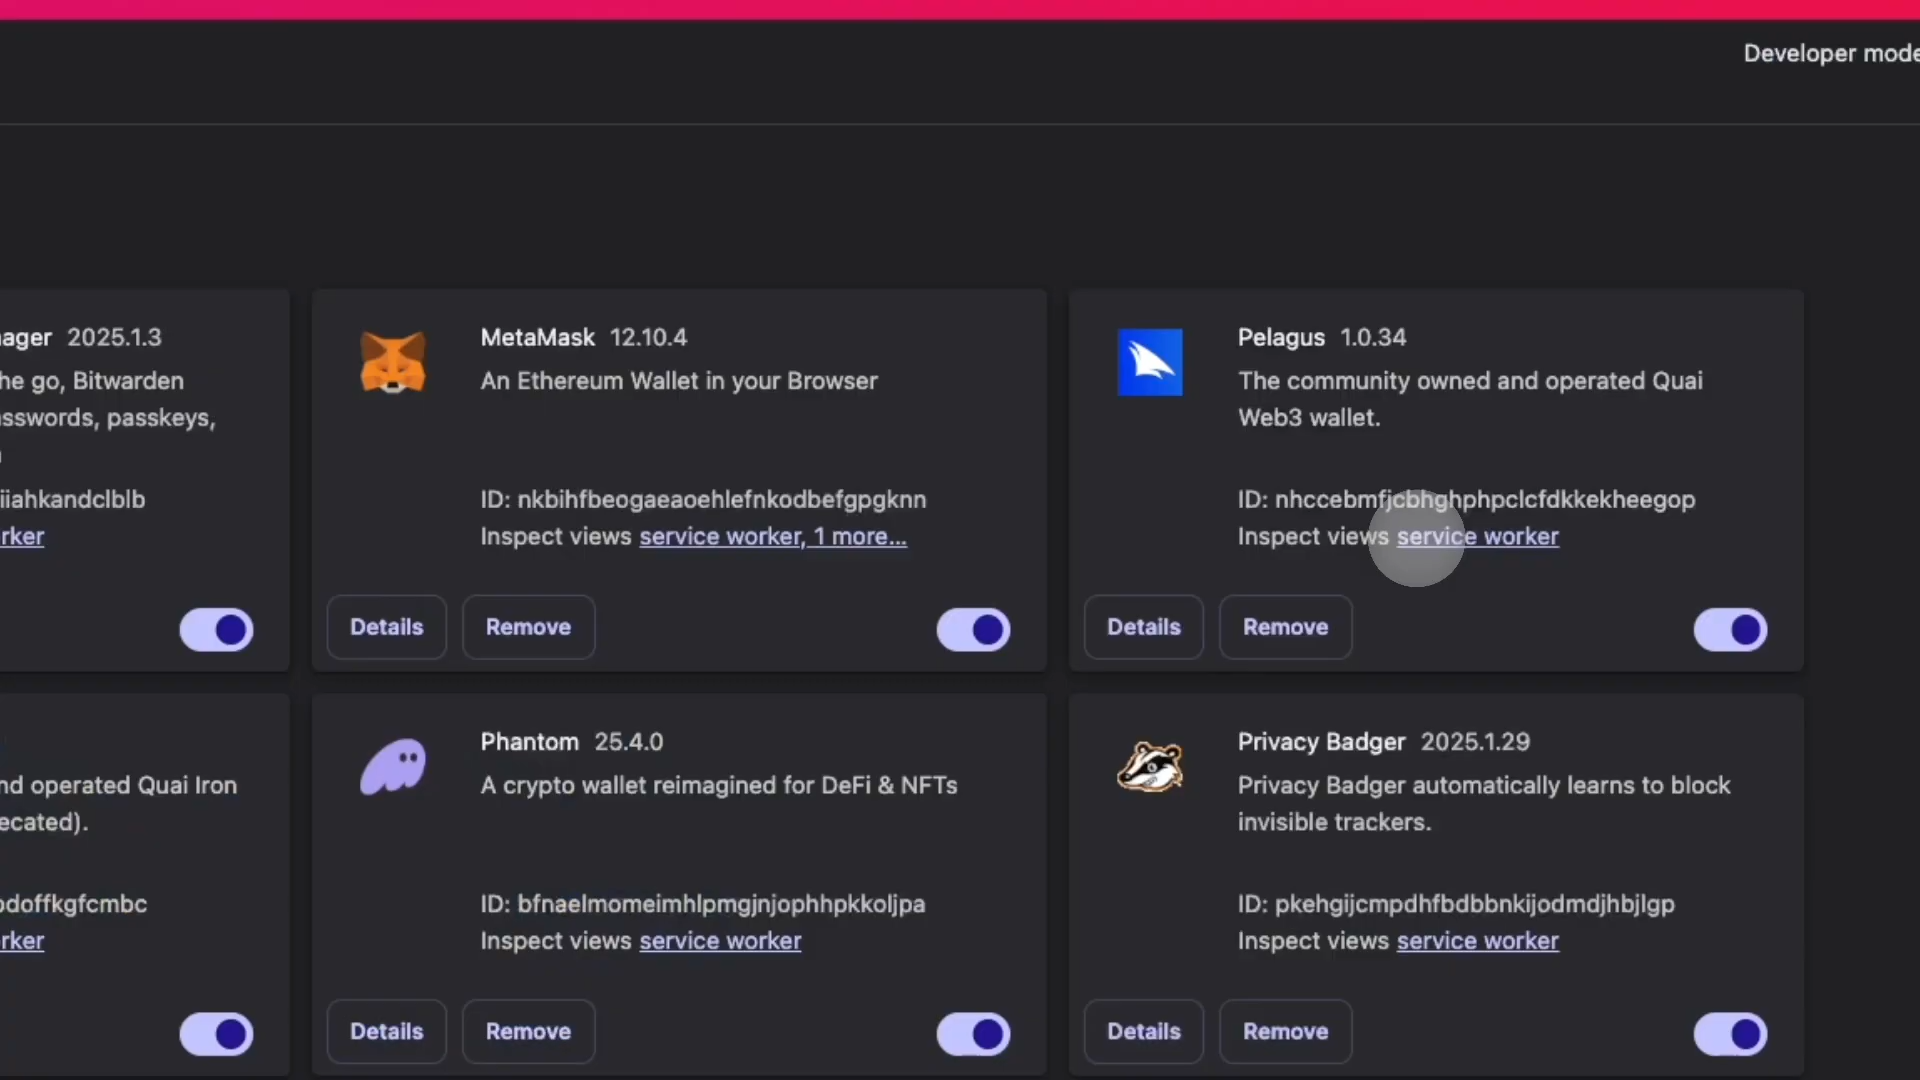 Developer mode
ager 2025.1.3
he go, Bitwarden
asswords, passkeys,
iiahkandclblb
rker
MetaMask 12.10.4
An Ethereum Wallet in your Browser
ID: nkbihfbeogaeaoehlefnkodbefgpgknn
Inspect views service worker, 1 more...
Details Remove
Pelagus 1.0.34
The community owned and operated Quai
Web3 wallet.
ID: nhccebmfjcbhghphpclcfdkkekheegop
Inspect views service worker
Details Remove
nd operated Quai Iron
ecated).
odoffkgfcmbc
rker
Phantom 25.4.0
A crypto wallet reimagined for DeFi & NFTs
ID: bfnaelmomeimhlpmgjnjophhpkkoljpa
Inspect views service worker
Details Remove
Privacy Badger 2025.1.29
Privacy Badger automatically learns to block
invisible trackers.
ID: pkehgijcmpdhfbdbbnkijodmdjhbjlgp
Inspect views service worker
Details Remove